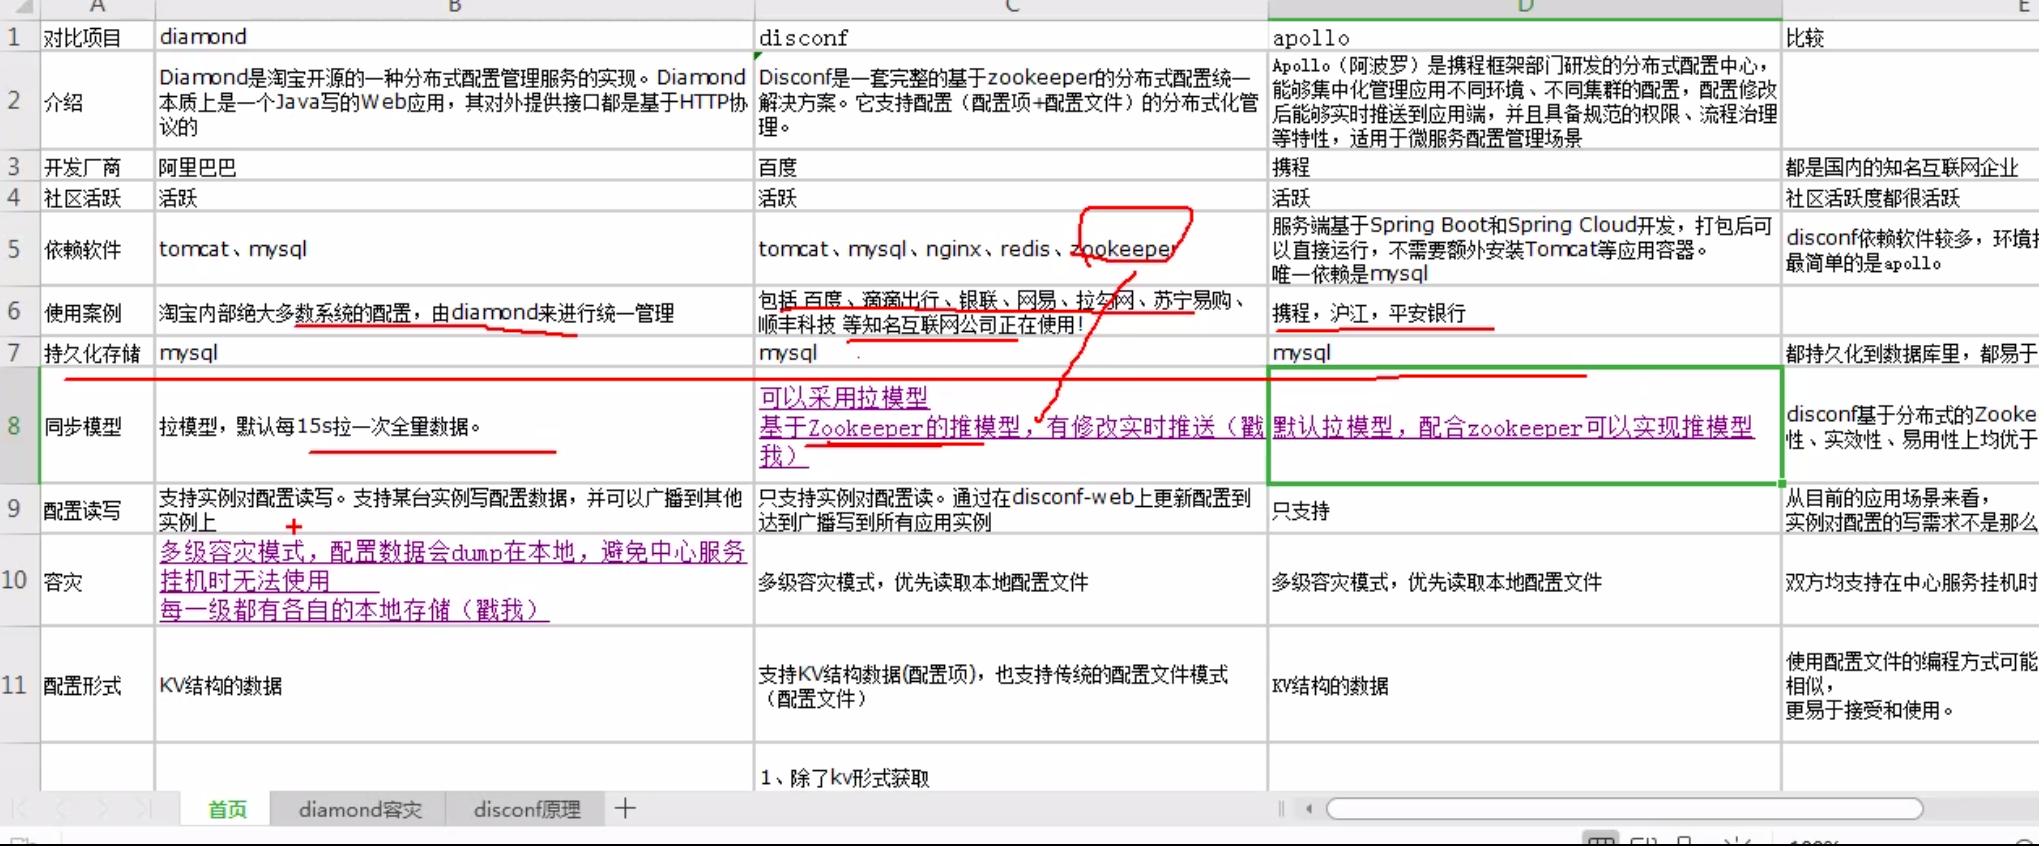 A B C D E
1 对比项目 diamond disconf apollo 比较
2 介绍
Diamond是淘宝开源的一种分布式配置管理服务的实现。Diamond
本质上是一个Java写的Web应用，其对外提供接口都是基于HTTP协
议的
Disconf是一套完整的基于zookeeper的分布式配置统一
解决方案。它支持配置（配置项+配置文件）的分布式化管
理。
Apollo（阿波罗）是携程框架部门研发的分布式配置中心，
能够集中化管理应用不同环境、不同集群的配置，配置修改
后能够实时推送到应用端，并且具备规范的权限、流程治理
等特性，适用于微服务配置管理场景
3 开发厂商 阿里巴巴 百度 携程 都是国内的知名互联网企业
4 社区活跃 活跃 活跃 活跃 社区活跃度都很活跃
5 依赖软件 tomcat、mysql tomcat、mysql、nginx、redis、zookeeper
服务端基于Spring Boot和Spring Cloud开发，打包后可
以直接运行，不需要额外安装Tomcat等应用容器。
唯一依赖是mysql
disconf依赖软件较多，环境
最简单的是apollo
6 使用案例 淘宝内部绝大多数系统的配置，由diamond来进行统一管理
包括 百度、滴滴出行、银联、网易、拉勾网、苏宁易购、
顺丰科技 等知名互联网公司正在使用！
携程，沪江，平安银行
7 持久化存储 mysql mysql mysql 都持久化到数据库里，都易于
8 同步模型 拉模型，默认每15s拉一次全量数据。
可以采用拉模型
基于Zookeeper的推模型，有修改实时推送（戳
我）
默认拉模型，配合zookeeper可以实现推模型
disconf基于分布式的Zooke
性、实效性、易用性上均优于
9 配置读写
支持实例对配置读写。支持某台实例写配置数据，并可以广播到其他
实例上
只支持实例对配置读。通过在disconf-web上更新配置到
达到广播写到所有应用实例
只支持
从目前的应用场景来看，
实例对配置的写需求不是那么
10 容灾
多级容灾模式，配置数据会dump在本地，避免中心服务
挂机时无法使用
每一级都有各自的本地存储（戳我）
多级容灾模式，优先读取本地配置文件
多级容灾模式，优先读取本地配置文件
双方均支持在中心服务挂机时
11 配置形式 KV结构的数据
支持KV结构数据(配置项)，也支持传统的配置文件模式
（配置文件）
KV结构的数据
使用配置文件的编程方式可能
相似，
更易于接受和使用。
1、除了kv形式获取
首页 diamond容灾 disconf原理 +